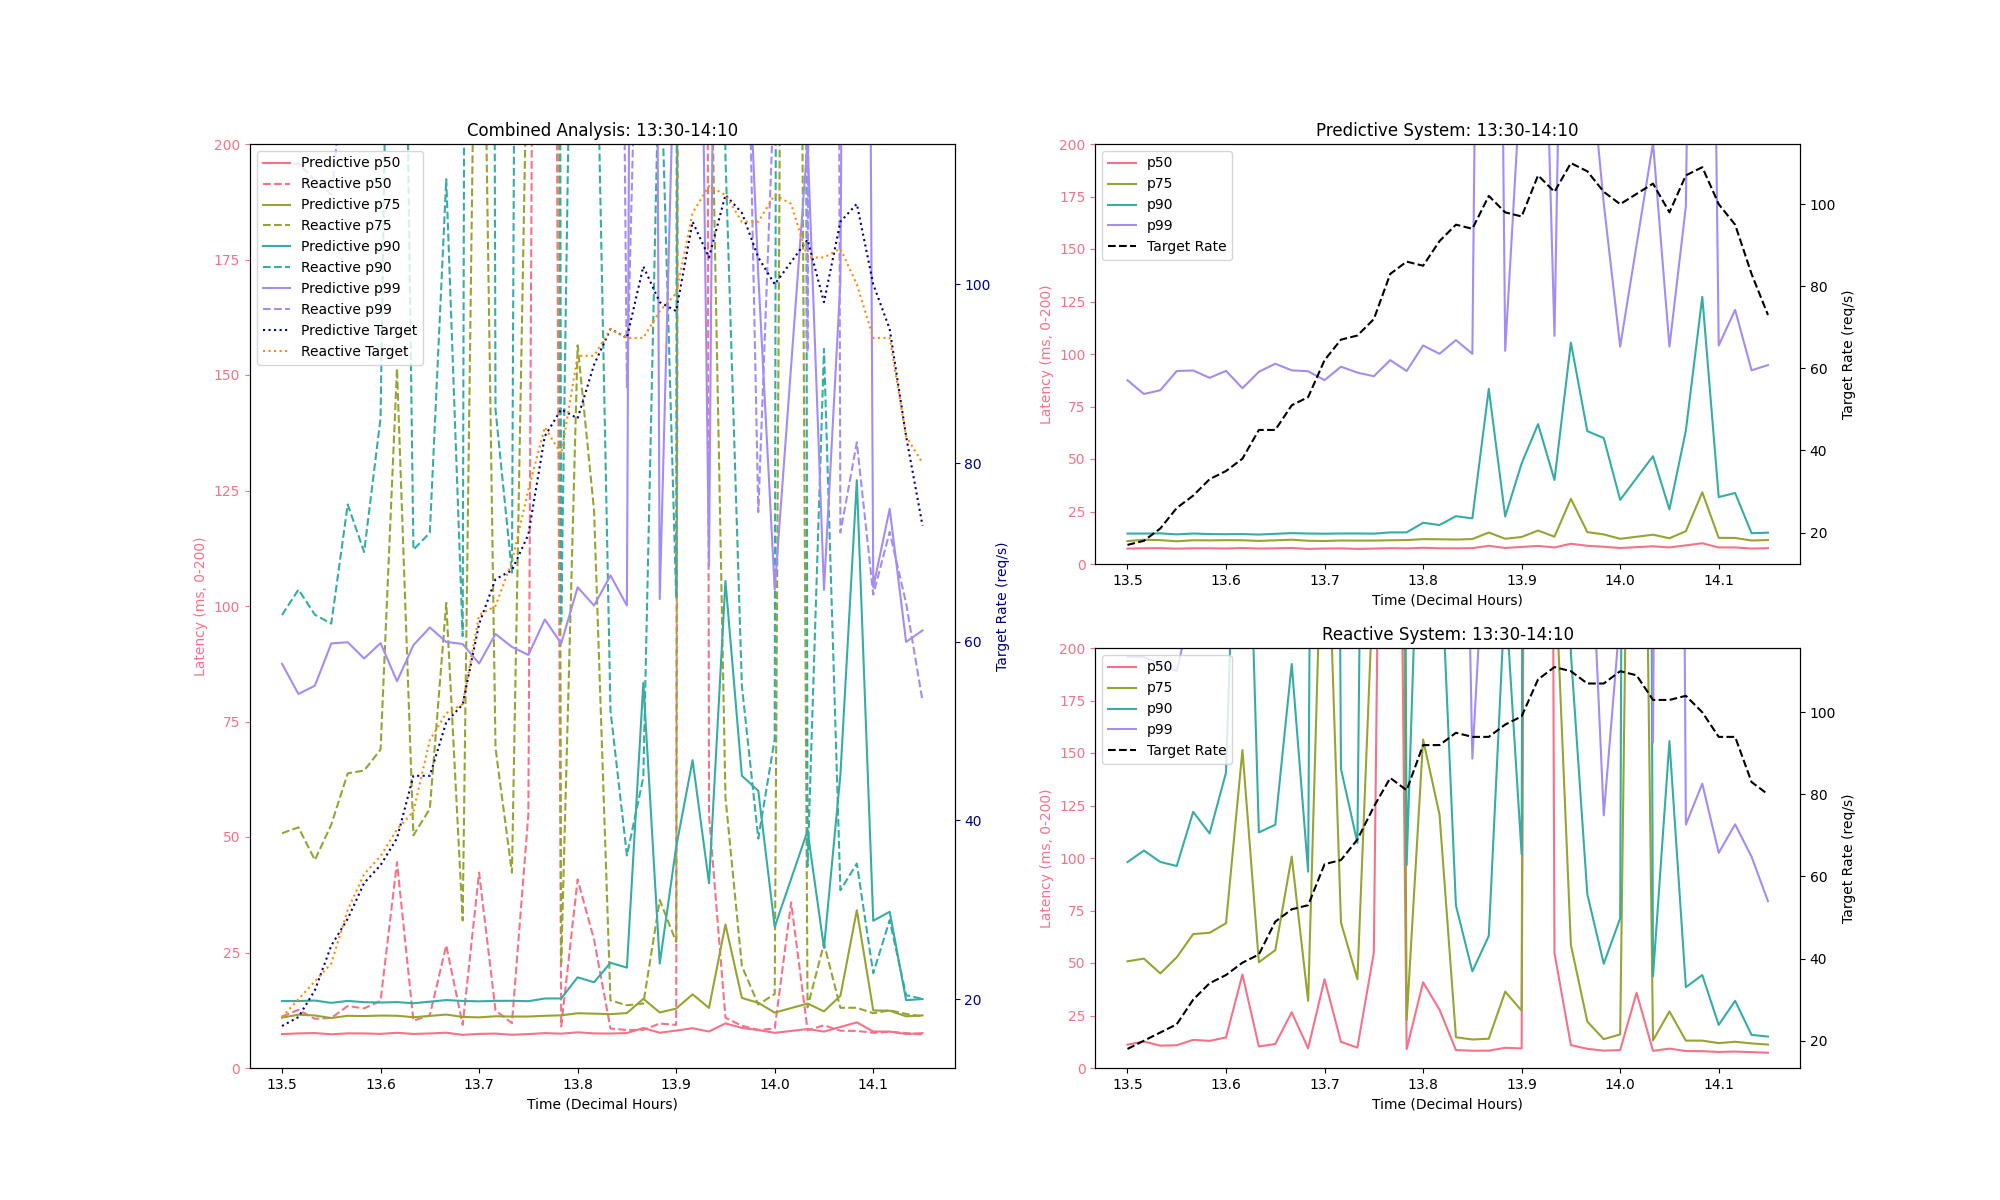 Combined Analysis: 13:30-14:10
200
175
150
125
100
75
50
25
0
Latency (ms, 0-200)
Predictive p50
Reactive p50
Predictive p75
Reactive p75
Predictive p90
Reactive p90
Predictive p99
Reactive p99
Predictive Target
Reactive Target
100
80
60
40
20
Target Rate (req/s)
13.5 13.6 13.7 13.8 13.9 14.0 14.1
Time (Decimal Hours)
Predictive System: 13:30-14:10
200
175
150
125
100
75
50
25
0
Latency (ms, 0-200)
p50
p75
p90
p99
Target Rate
100
80
60
40
20
Target Rate (req/s)
13.5 13.6 13.7 13.8 13.9 14.0 14.1
Time (Decimal Hours)
Reactive System: 13:30-14:10
200
175
150
125
100
75
50
25
0
Latency (ms, 0-200)
p50
p75
p90
p99
Target Rate
100
80
60
40
20
Target Rate (req/s)
13.5 13.6 13.7 13.8 13.9 14.0 14.1
Time (Decimal Hours)